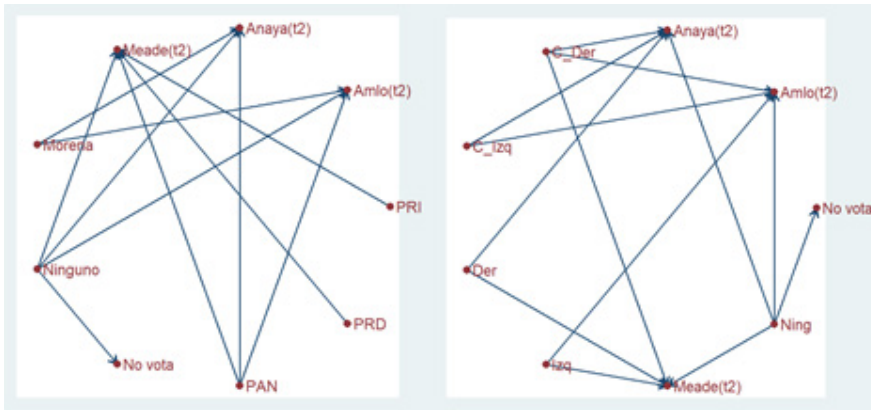 Anaya(t2)
Meade(t2)
Amlo(t2)
Morena
PRI
Ninguno
PRD
No vota
PAN
Anaya(t2)
C_Der
Amlo(t2)
C_Izq
No vota
Der
Ning
Izq
Meade(t2)